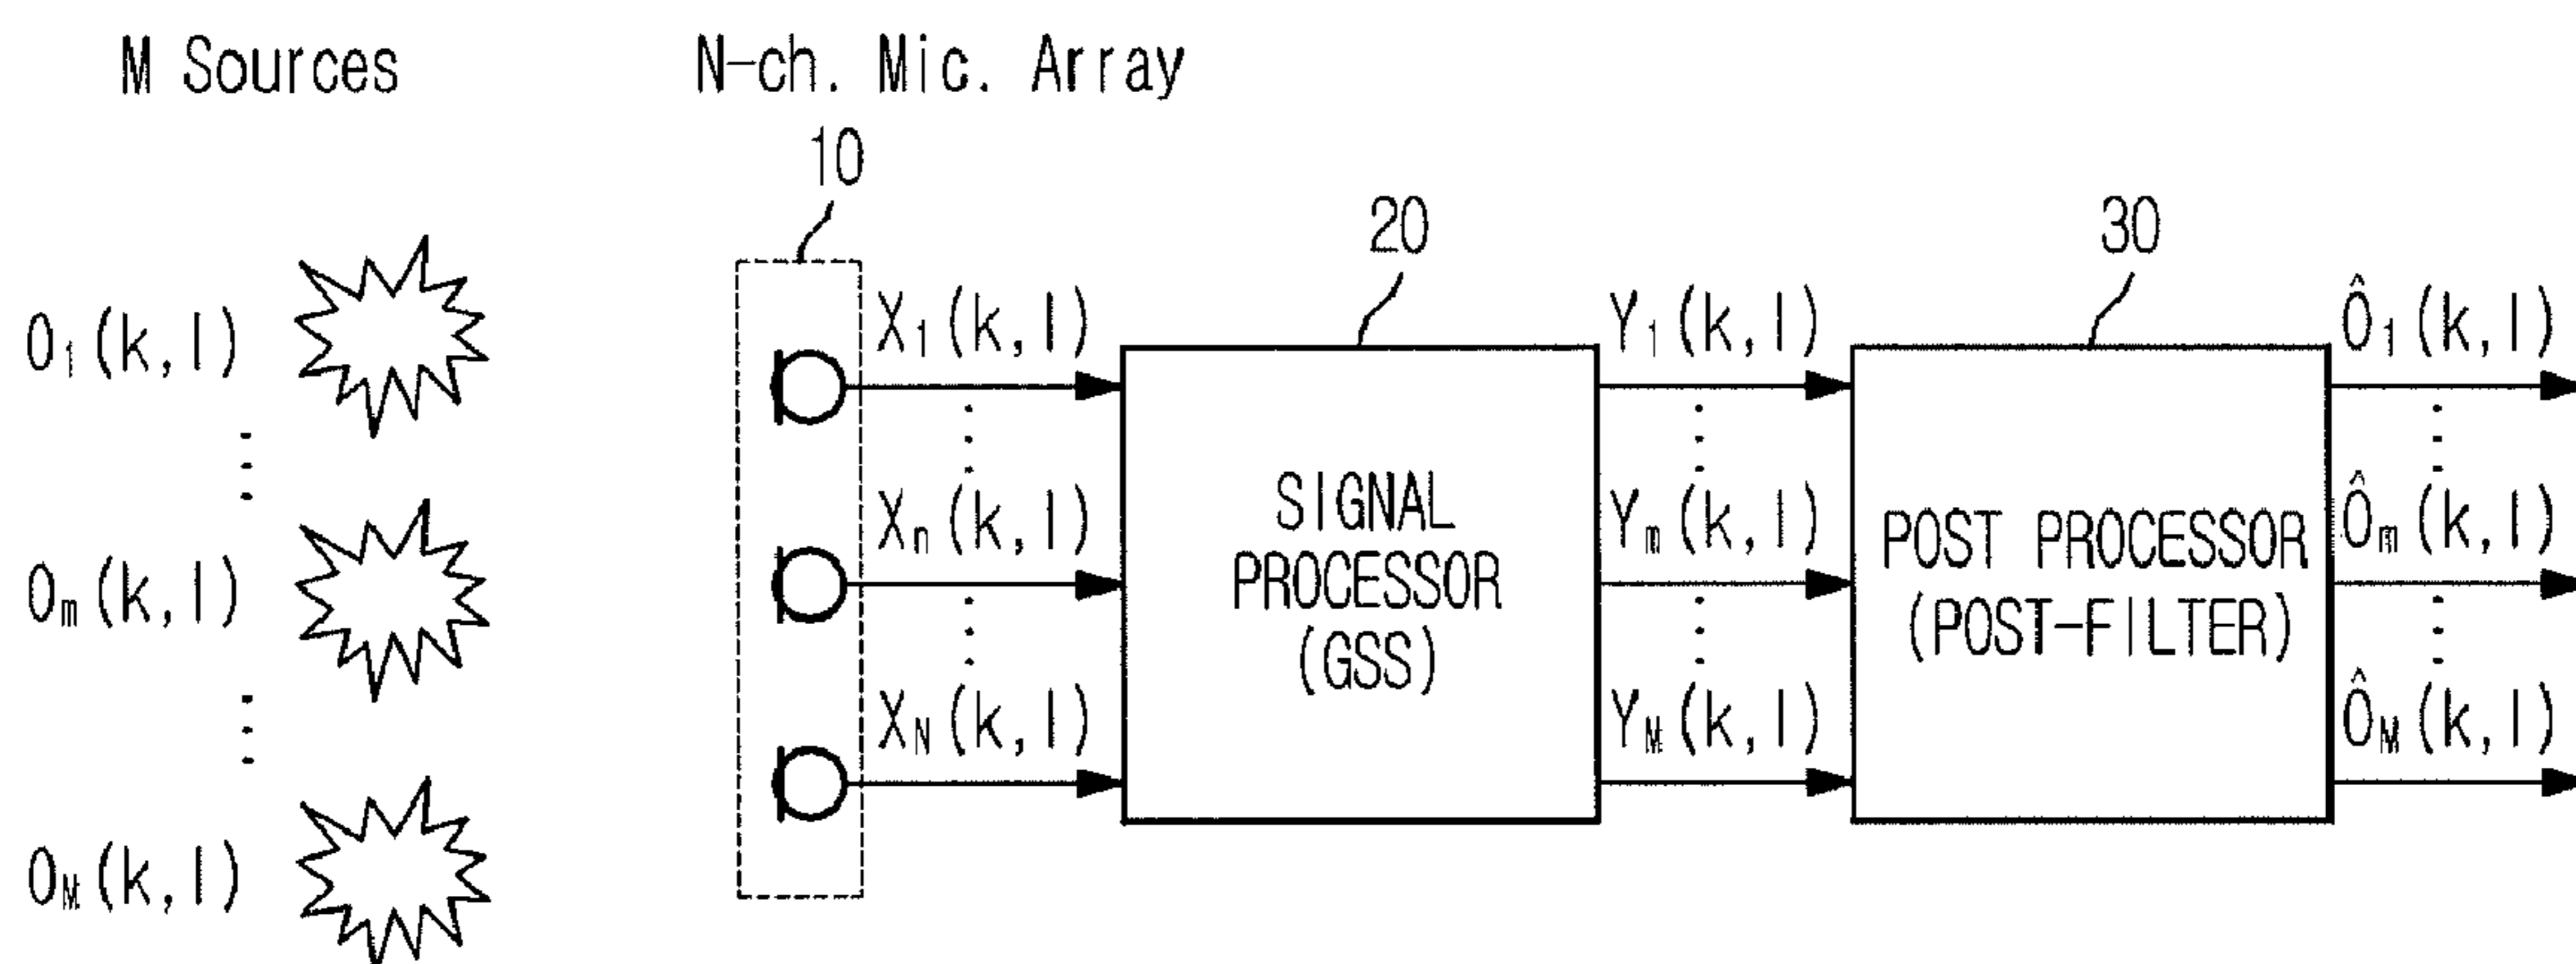 M Sources
N-ch. Mic. Array
10
20
30
O₁(k,l)
Oₘ(k,l)
O_M(k,l)
X₁(k,l)
Xₙ(k,l)
X_N(k,l)
SIGNAL
PROCESSOR
(GSS)
Y₁(k,l)
Yₘ(k,l)
Y_M(k,l)
POST PROCESSOR
(POST-FILTER)
Ô₁(k,l)
Ôₘ(k,l)
Ô_M(k,l)